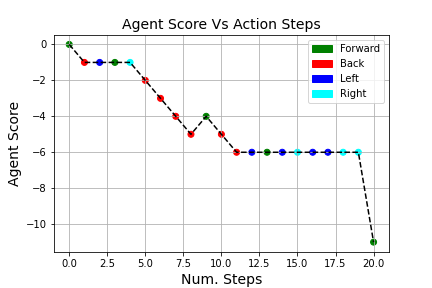 Agent Score Vs Action Steps
0
−2
−4
−6
−8
−10
Agent Score
Forward
Back
Left
Right
0.0 2.5 5.0 7.5 10.0 12.5 15.0 17.5 20.0
Num. Steps